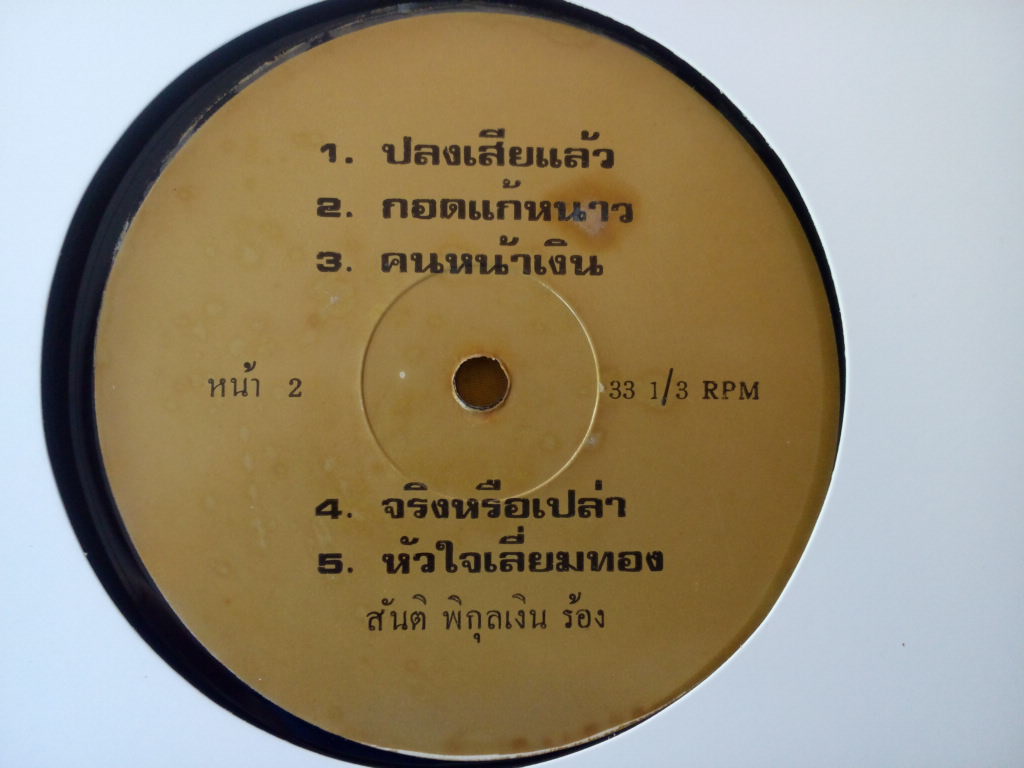 1. ปลงเสียแล้ว
2. กอดแก้หนาว
3. คนหน้าเงิน
หน้า 2
33 1/3 RPM
4. จริงหรือเปล่า
5. หัวใจเลี่ยมทอง
สันติ พิกุลเงิน ร้อง